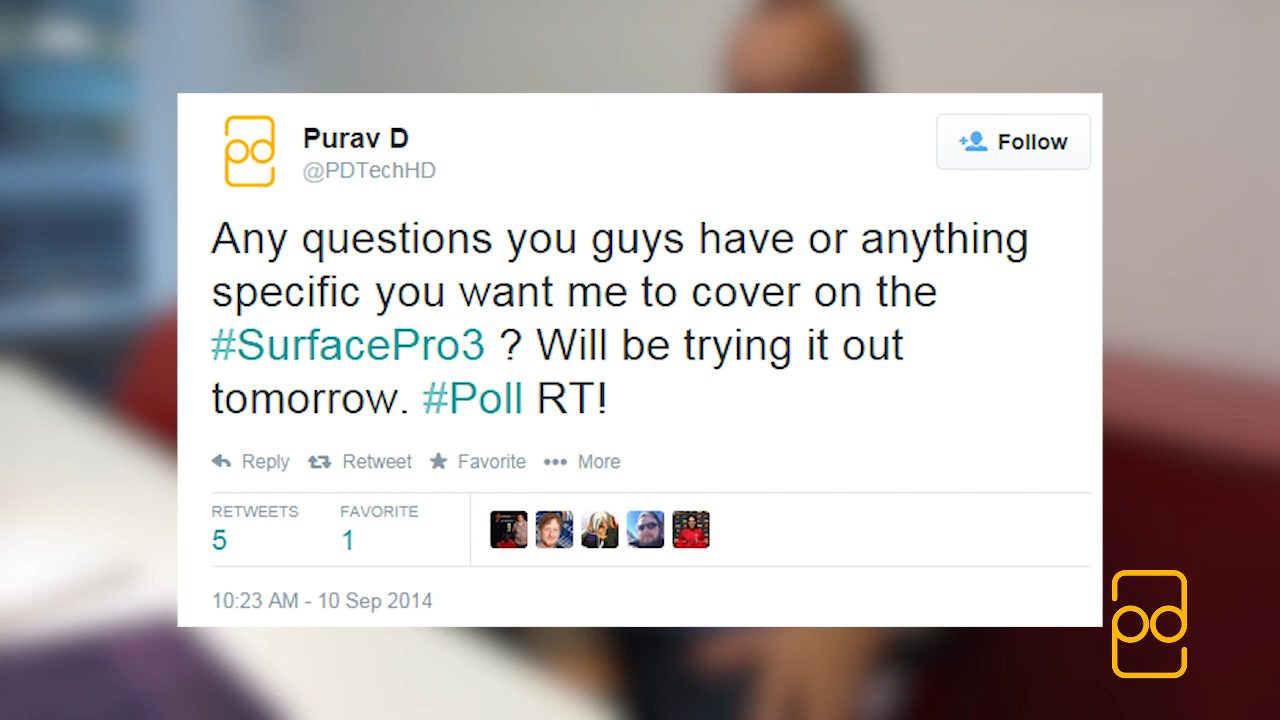 pd
Purav D
@PDTechHD
Follow
Any questions you guys have or anything
specific you want me to cover on the
#SurfacePro3 ? Will be trying it out
tomorrow. #Poll RT!
Reply Retweet Favorite More
RETWEETS FAVORITE
5 1
10:23 AM - 10 Sep 2014
pd